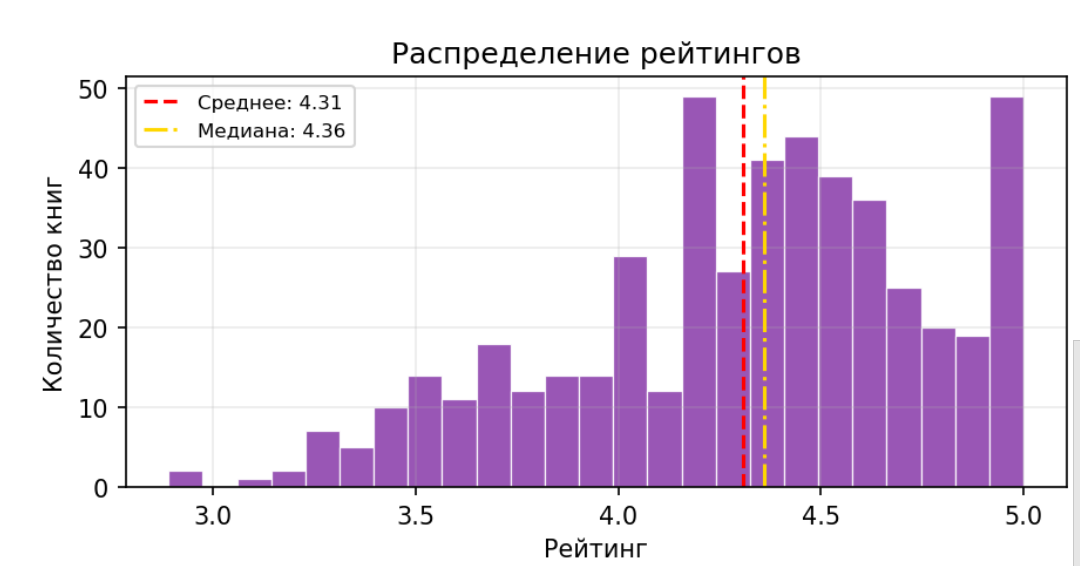 Распределение рейтингов
Среднее: 4.31
Медиана: 4.36
Количество книг
50
40
30
20
10
0
3.0 3.5 4.0 4.5 5.0
Рейтинг